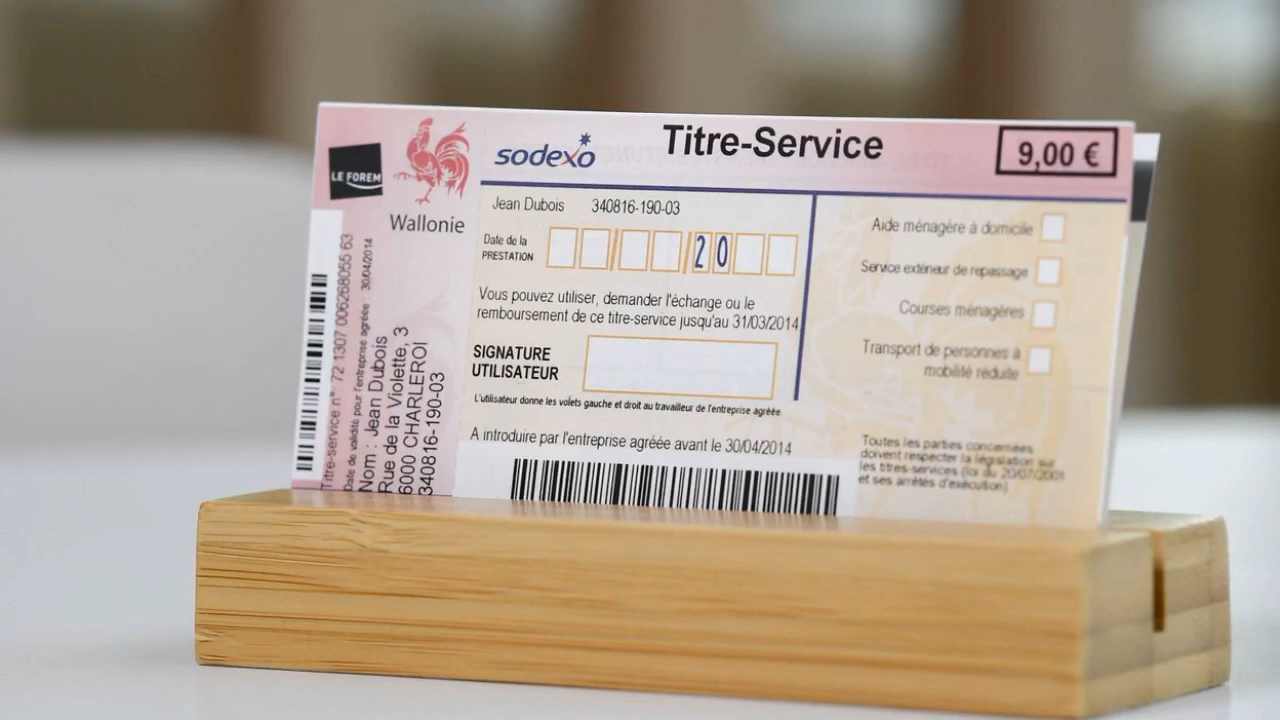 LE FOREM
Wallonie
sodexo
Titre-Service
9,00 €
Jean Dubois 340816-190-03
Date de la
PRESTATION
20
Vous pouvez utiliser, demander l'échange ou le
remboursement de ce titre-service jusqu'au 31/03/2014
SIGNATURE
UTILISATEUR
L'utilisateur donne les volets gauche et droit au travailleur de l'entreprise agréée
A introduire par l'entreprise agréée avant le 30/04/2014
Aide ménagère à domicile
Service extérieur de repassage
Courses ménagères
Transport de personnes à
mobilité réduite
Toutes les parties concernées
doivent respecter la législation sur
les titres-services (loi du 20/07/2001
et ses arrêtés d'exécution)
Titre-service n° 72 1307 006268055 63
Date de validité pour l'entreprise agréée : 30/04/2014
Nom : Jean Dubois
Rue de la Violette, 3
6000 CHARLEROI
340816-190-03